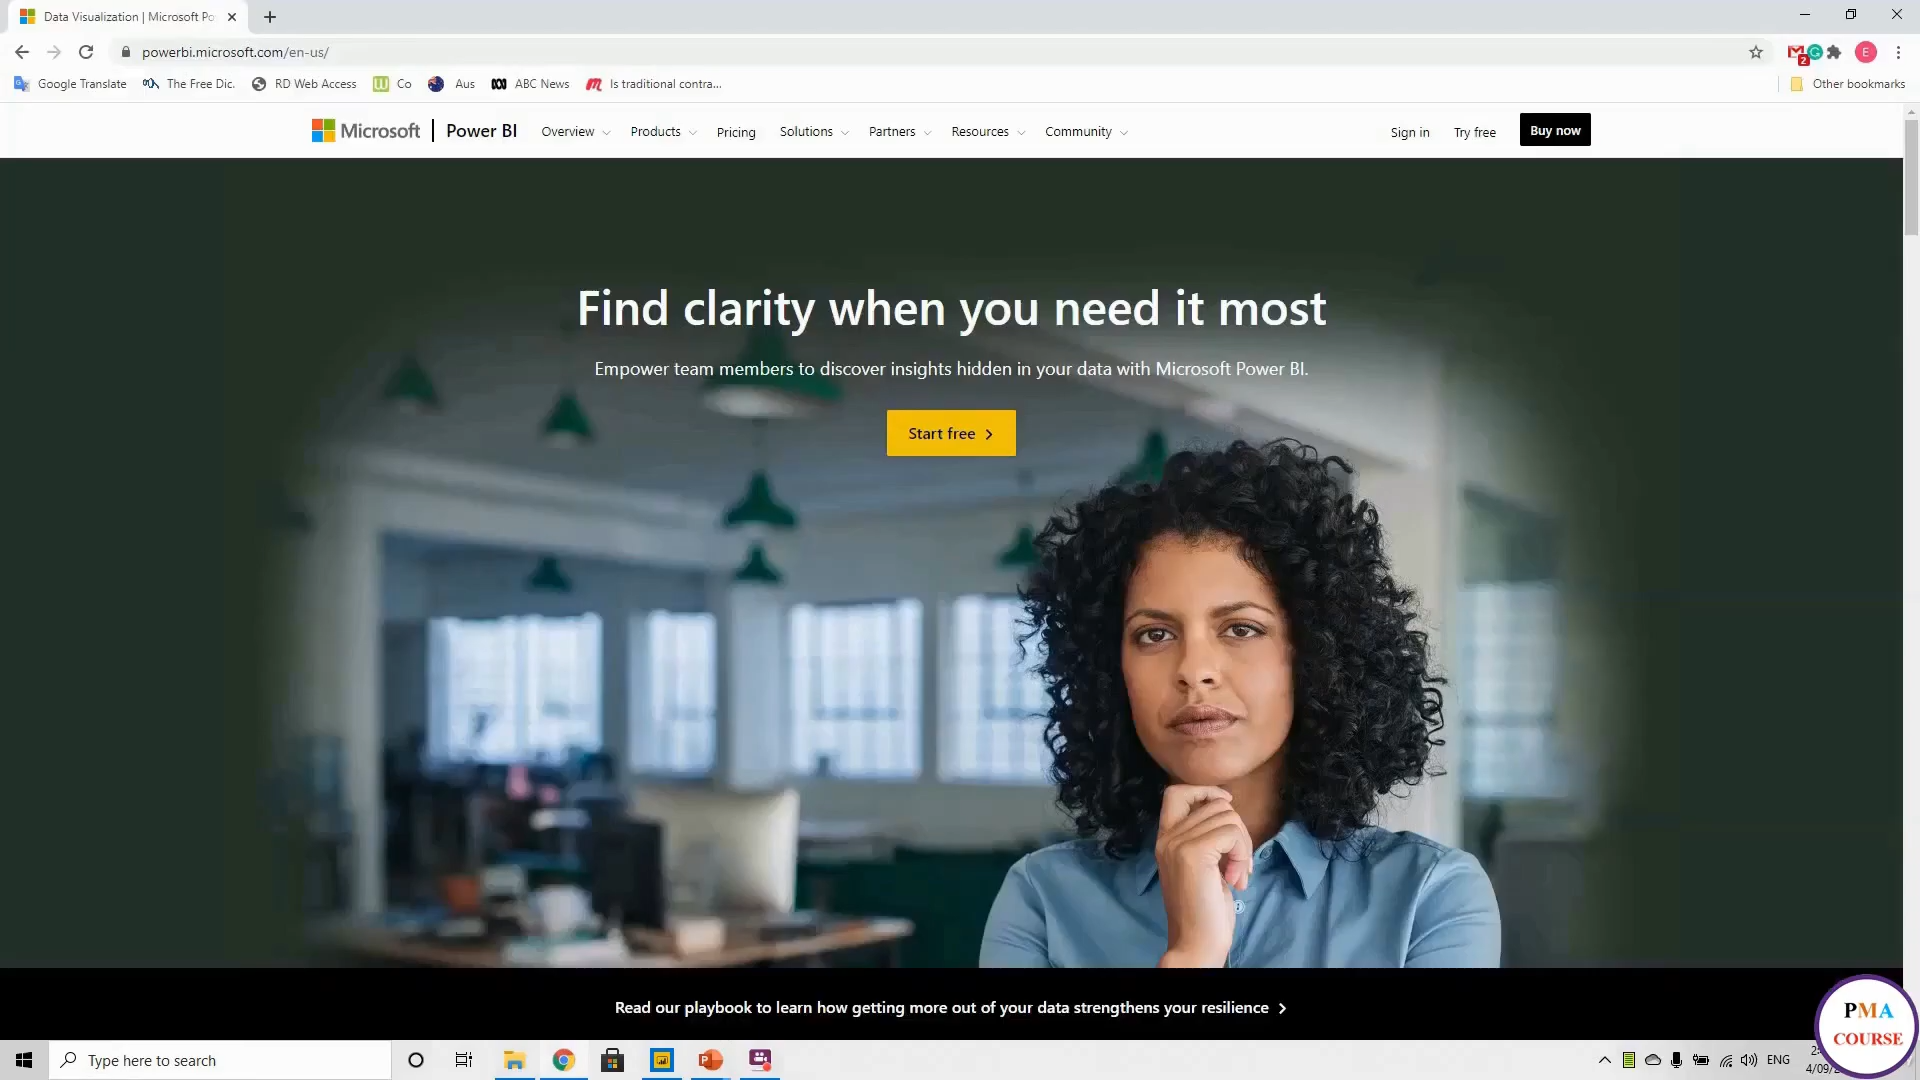 Data Visualization | Microsoft Po
powerbi.microsoft.com/en-us/
E
2
Google Translate
The Free Dic.
RD Web Access
Co
Aus
ABC News
Is traditional contra...
Other bookmarks
Microsoft
Power BI
Overview
Products
Pricing
Solutions
Partners
Resources
Community
Sign in
Try free
Buy now
Find clarity when you need it most
Empower team members to discover insights hidden in your data with Microsoft Power BI.
Start free
Read our playbook to learn how getting more out of your data strengthens your resilience
PMA
COURSE
Type here to search
ENG
4/09/